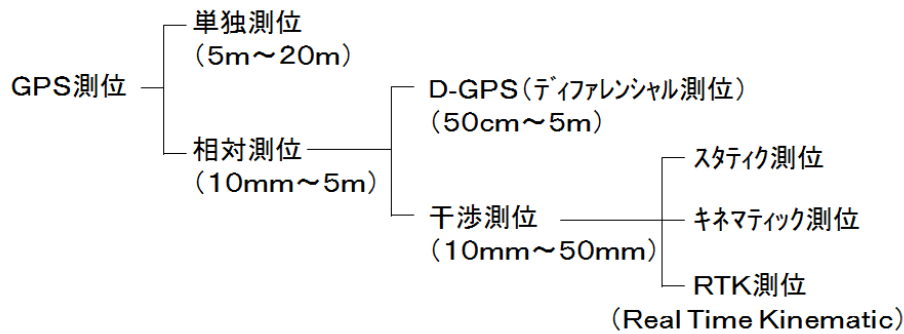 GPS測位
単独測位
(5m～20m)
相対測位
(10mm～5m)
D-GPS(ディファレンシャル測位)
(50cm～5m)
干渉測位
(10mm～50mm)
スタティク測位
キネマティック測位
RTK測位
(Real Time Kinematic)